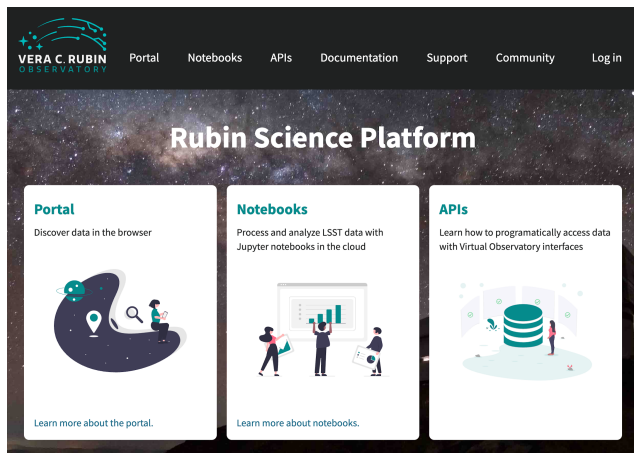 VERA C. RUBIN
OBSERVATORY
Portal Notebooks APIs Documentation Support Community Log in
Rubin Science Platform
Portal
Discover data in the browser
Learn more about the portal.
Notebooks
Process and analyze LSST data with
Jupyter notebooks in the cloud
Learn more about notebooks.
APIs
Learn how to programatically access data
with Virtual Observatory interfaces